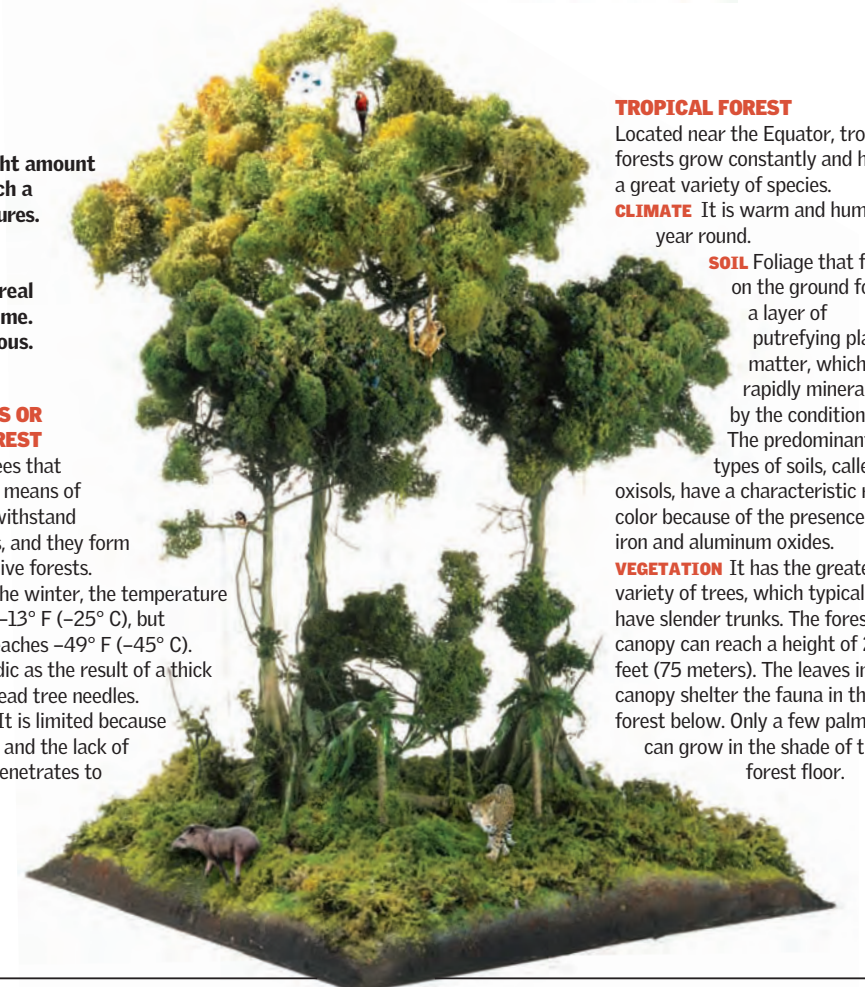 ht amount
ch a
ures.
real
me.
ous.
S OR
REST
ees that
means of
withstand
s, and they form
ive forests.
he winter, the temperature
–13° F (–25° C), but
eaches –49° F (–45° C).
dic as the result of a thick
ead tree needles.
It is limited because
and the lack of
enetrates to
TROPICAL FOREST
Located near the Equator, tro
forests grow constantly and h
a great variety of species.
CLIMATE It is warm and hum
year round.
SOIL Foliage that f
on the ground fo
a layer of
putrefying pla
matter, which
rapidly minera
by the condition
The predominan
types of soils, calle
oxisols, have a characteristic r
color because of the presence
iron and aluminum oxides.
VEGETATION It has the greate
variety of trees, which typical
have slender trunks. The fores
canopy can reach a height of 2
feet (75 meters). The leaves in
canopy shelter the fauna in th
forest below. Only a few palm
can grow in the shade of t
forest floor.